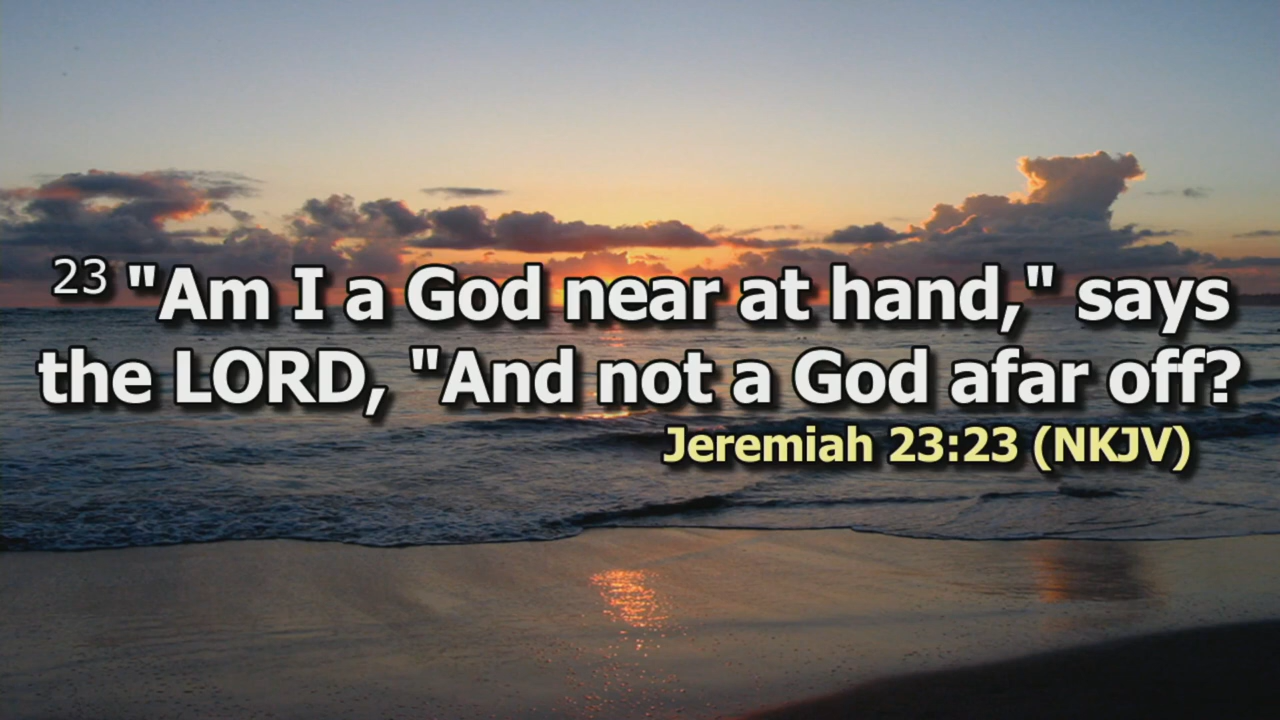 23 "Am I a God near at hand," says
the LORD, "And not a God afar off?
Jeremiah 23:23 (NKJV)